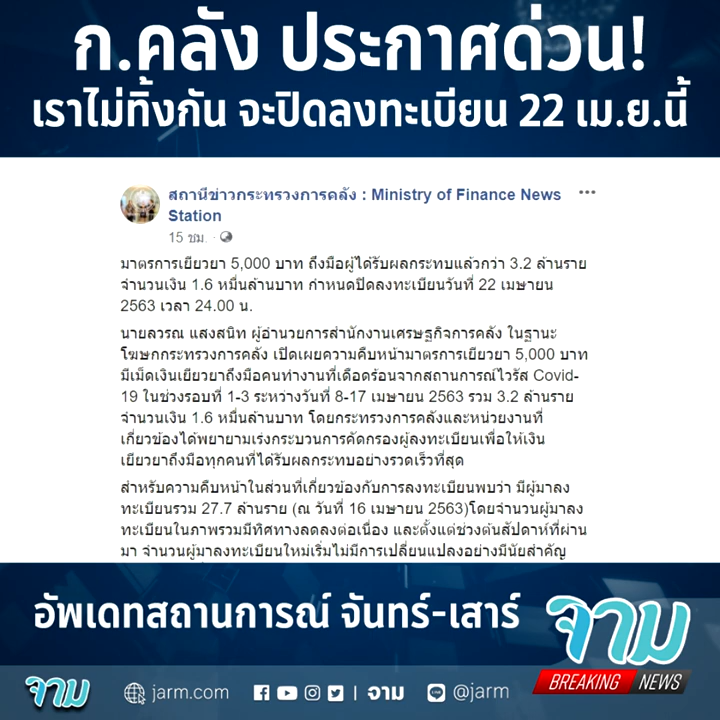 ก.คลัง ประกาศด่วน!
เราไม่ทิ้งกัน จะปิดลงทะเบียน 22 เม.ย.นี้
สถานีข่าวกระทรวงการคลัง : Ministry of Finance News
Station
15 ชม. ·
มาตรการเยียวยา 5,000 บาท ถึงมือผู้ได้รับผลกระทบแล้วกว่า 3.2 ล้านราย
จำนวนเงิน 1.6 หมื่นล้านบาท กำหนดปิดลงทะเบียนวันที่ 22 เมษายน
2563 เวลา 24.00 น.
นายลวรณ แสงสนิท ผู้อำนวยการสำนักงานเศรษฐกิจการคลัง ในฐานะ
โฆษกกระทรวงการคลัง เปิดเผยความคืบหน้ามาตรการเยียวยา 5,000 บาท
มีเม็ดเงินเยียวยาถึงมือคนทำงานที่เดือดร้อนจากสถานการณ์ไวรัส Covid-
19 ในช่วงรอบที่ 1-3 ระหว่างวันที่ 8-17 เมษายน 2563 รวม 3.2 ล้านราย
จำนวนเงิน 1.6 หมื่นล้านบาท โดยกระทรวงการคลังและหน่วยงานที่
เกี่ยวข้องได้พยายามเร่งกระบวนการคัดกรองผู้ลงทะเบียนเพื่อให้เงิน
เยียวยาถึงมือทุกคนที่ได้รับผลกระทบอย่างรวดเร็วที่สุด
สำหรับความคืบหน้าในส่วนที่เกี่ยวข้องกับการลงทะเบียนพบว่า มีผู้มาลง
ทะเบียนรวม 27.7 ล้านราย (ณ วันที่ 16 เมษายน 2563)โดยจำนวนผู้มาลง
ทะเบียนในภาพรวมมีทิศทางลดลงต่อเนื่อง และตั้งแต่ช่วงต้นสัปดาห์ที่ผ่าน
มา จำนวนผู้มาลงทะเบียนใหม่เริ่มไม่มีการเปลี่ยนแปลงอย่างมีนัยสำคัญ
อัพเดทสถานการณ์ จันทร์-เสาร์
จาม
BREAKING NEWS
จาม jarm.com | จาม @jarm